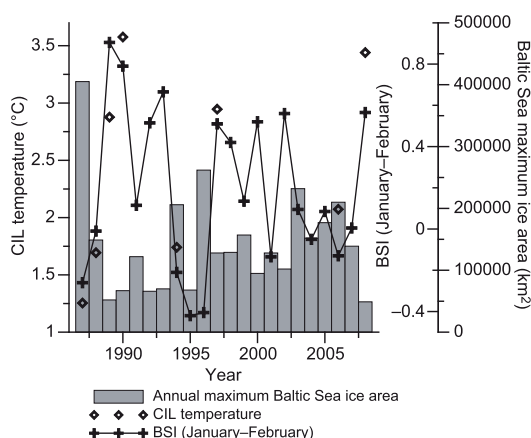 CIL temperature (°C)
3.5
3
2.5
2
1.5
1
1990
1995
2000
2005
Year
BSI (January–February)
0.8
0.4
0
–0.4
Baltic Sea maximum
ice area (km²)
500000
400000
300000
200000
100000
0
Annual maximum Baltic Sea ice area
CIL temperature
BSI (January–February)